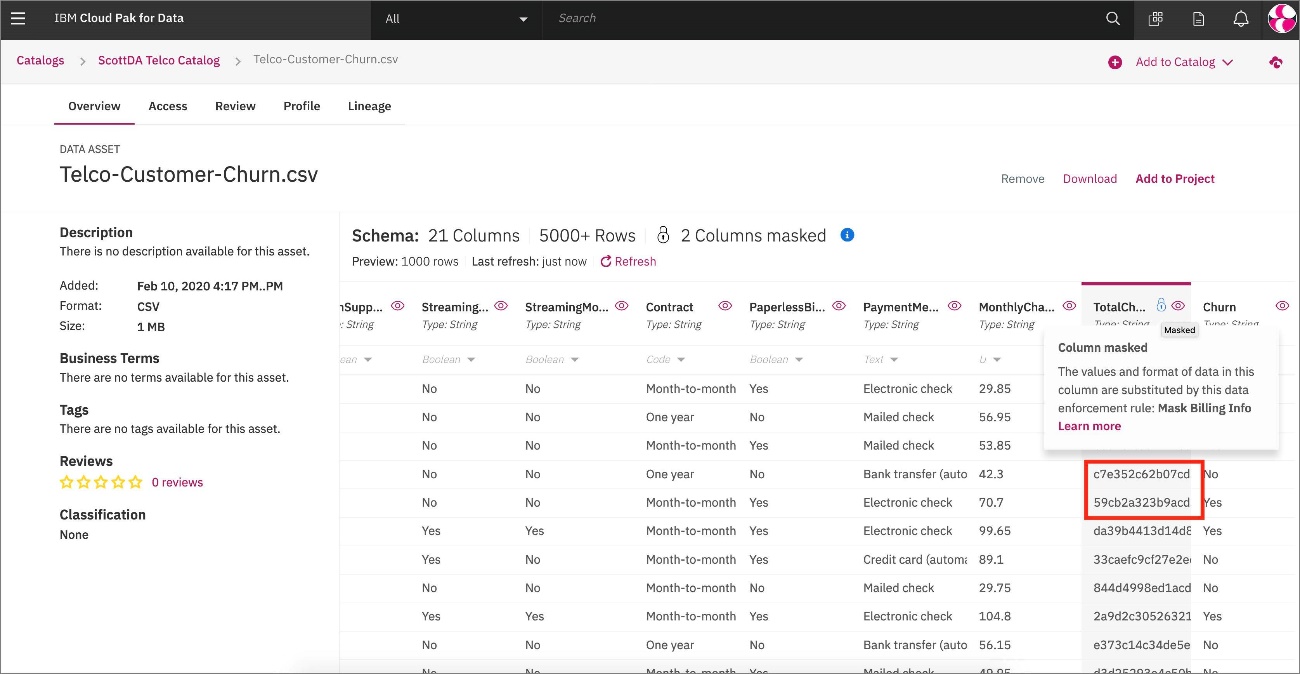 IBM Cloud Pak for Data All Search
Catalogs > ScottDA Telco Catalog > Telco-Customer-Churn.csv Add to Catalog
Overview Access Review Profile Lineage
DATA ASSET
Telco-Customer-Churn.csv
Remove Download Add to Project
Description
There is no description available for this asset.
Added: Feb 10, 2020 4:17 PM..PM
Format: CSV
Size: 1 MB
Business Terms
There are no terms available for this asset.
Tags
There are no tags available for this asset.
Reviews
0 reviews
Classification
None
Schema: 21 Columns 5000+ Rows 2 Columns masked
Preview: 1000 rows Last refresh: just now Refresh
nSupp... Streaming... StreamingMo... Contract PaperlessBi... PaymentMe... MonthlyCha... TotalCh... Churn
e: String Type: String Type: String Type: String Type: String Type: String Type: String Type: String Type: String
Masked
ean Boolean Boolean Code Boolean Text U
Column masked
The values and format of data in this
column are substituted by this data
enforcement rule: Mask Billing Info
Learn more
No No Month-to-month Yes Electronic check 29.85
No No One year No Mailed check 56.95
No No Month-to-month Yes Mailed check 53.85
No No One year No Bank transfer (auto 42.3 c7e352c62b07cd No
No No Month-to-month Yes Electronic check 70.7 59cb2a323b9acd Yes
Yes Yes Month-to-month Yes Electronic check 99.65 da39b4413d14d8 Yes
Yes No Month-to-month Yes Credit card (automa 89.1 33caefc9cf27e2e No
No No Month-to-month No Mailed check 29.75 844d4998ed1acd No
Yes Yes Month-to-month Yes Electronic check 104.8 2a9d2c30526321 Yes
No No One year No Bank transfer (auto 56.15 e373c14c34de5e No
No No Month-to-month Yes Mailed check 49.95 No